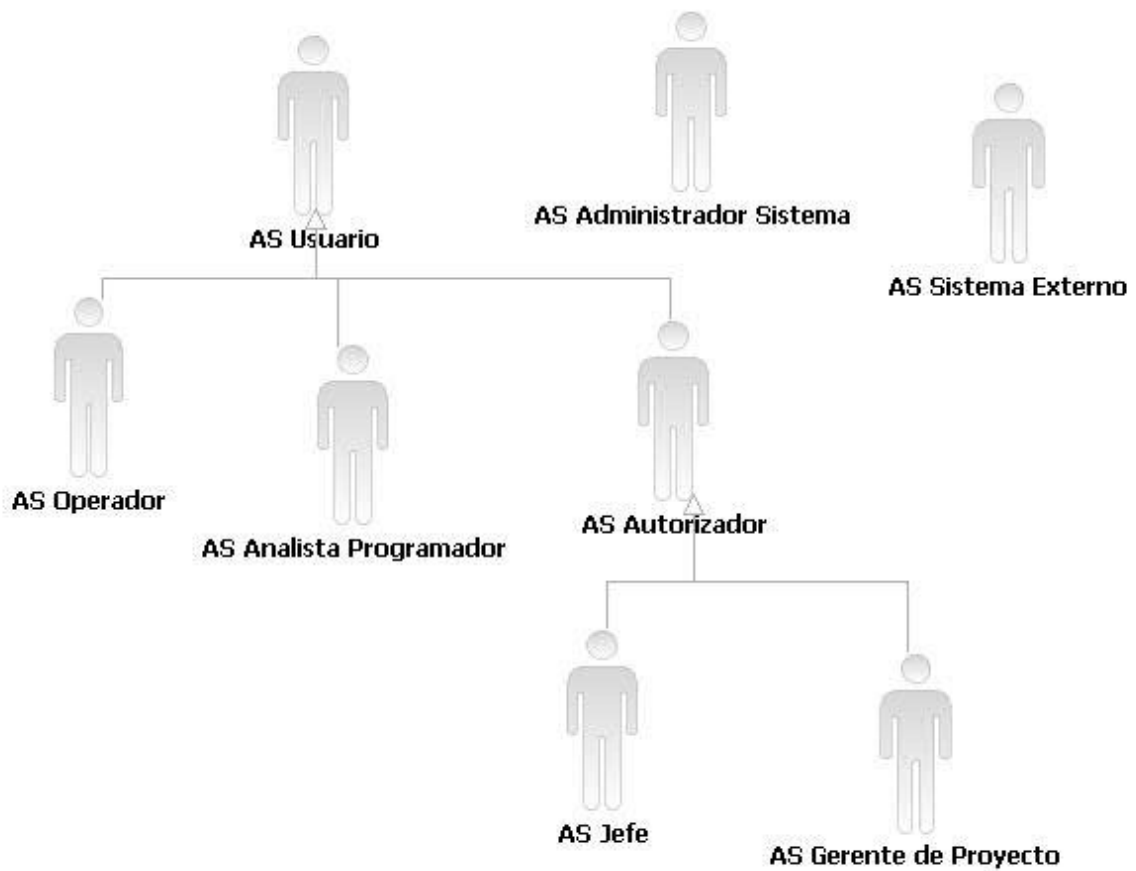 AS Usuario
AS Administrador Sistema
AS Sistema Externo
AS Operador
AS Analista Programador
AS Autorizador
AS Jefe
AS Gerente de Proyecto